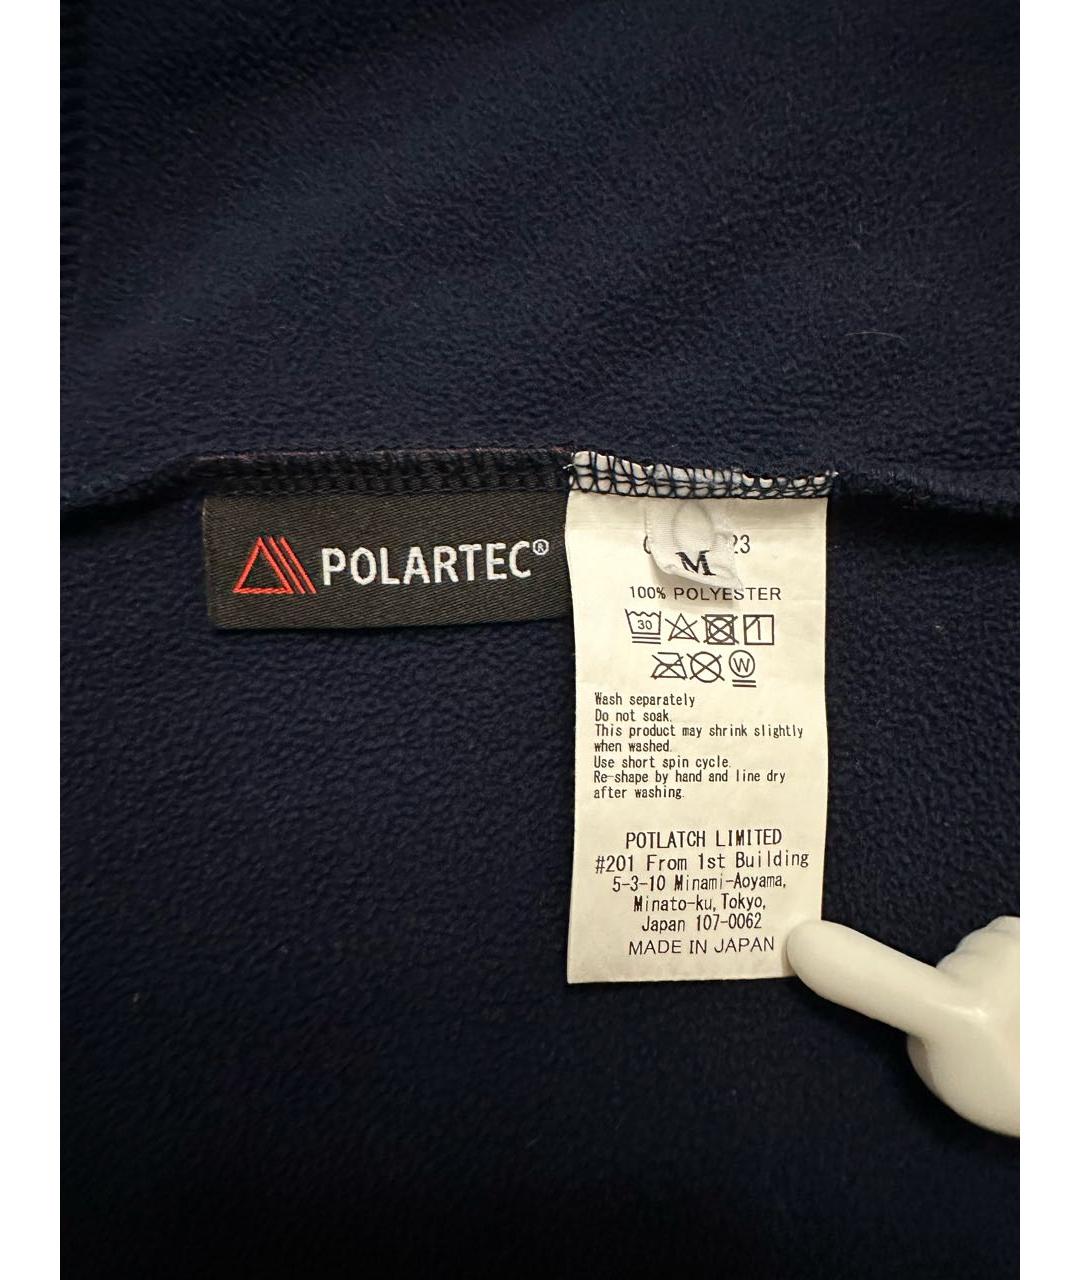 POLARTEC®
M
100% POLYESTER
30
W
Wash separately
Do not soak.
This product may shrink slightly
when washed.
Use short spin cycle.
Re-shape by hand and line dry
after washing.
POTLATCH LIMITED
#201 From 1st Building
5-3-10 Minami-Aoyama,
Minato-ku, Tokyo,
Japan 107-0062
MADE IN JAPAN